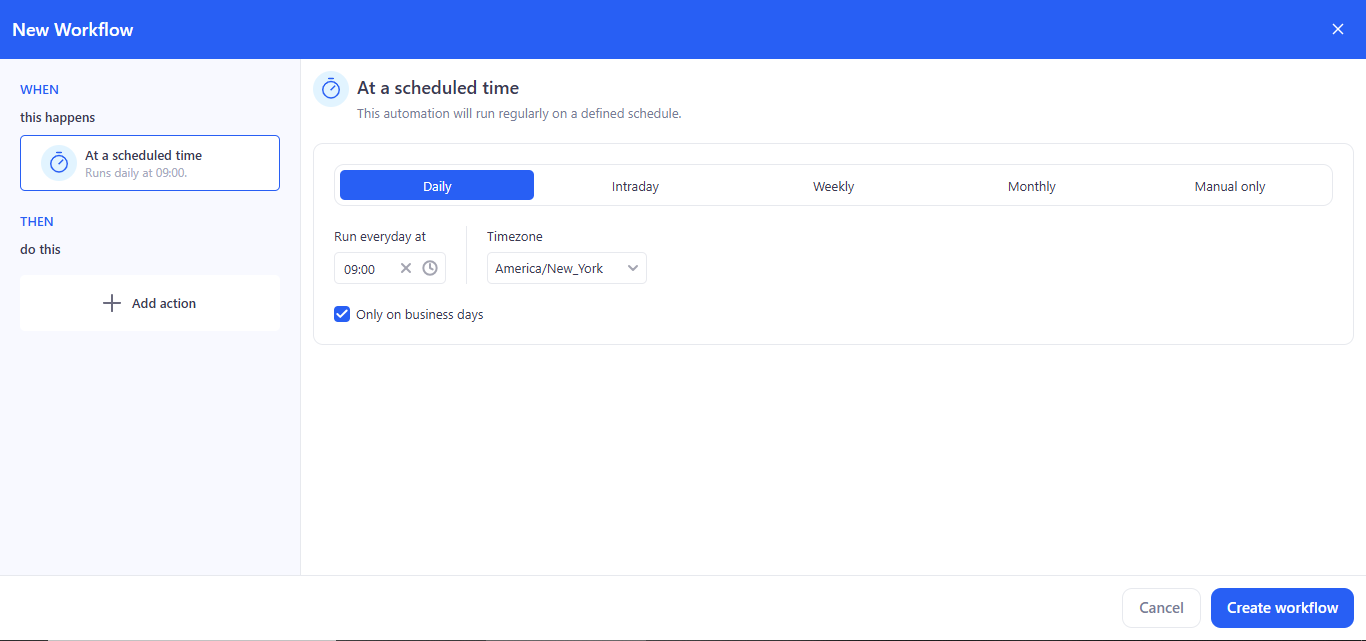 New Workflow
WHEN
this happens
At a scheduled time
Runs daily at 09:00.
THEN
do this
Add action
At a scheduled time
This automation will run regularly on a defined schedule.
Daily Intraday Weekly Monthly Manual only
Run everyday at Timezone
09:00 America/New_York
Only on business days
Cancel Create workflow